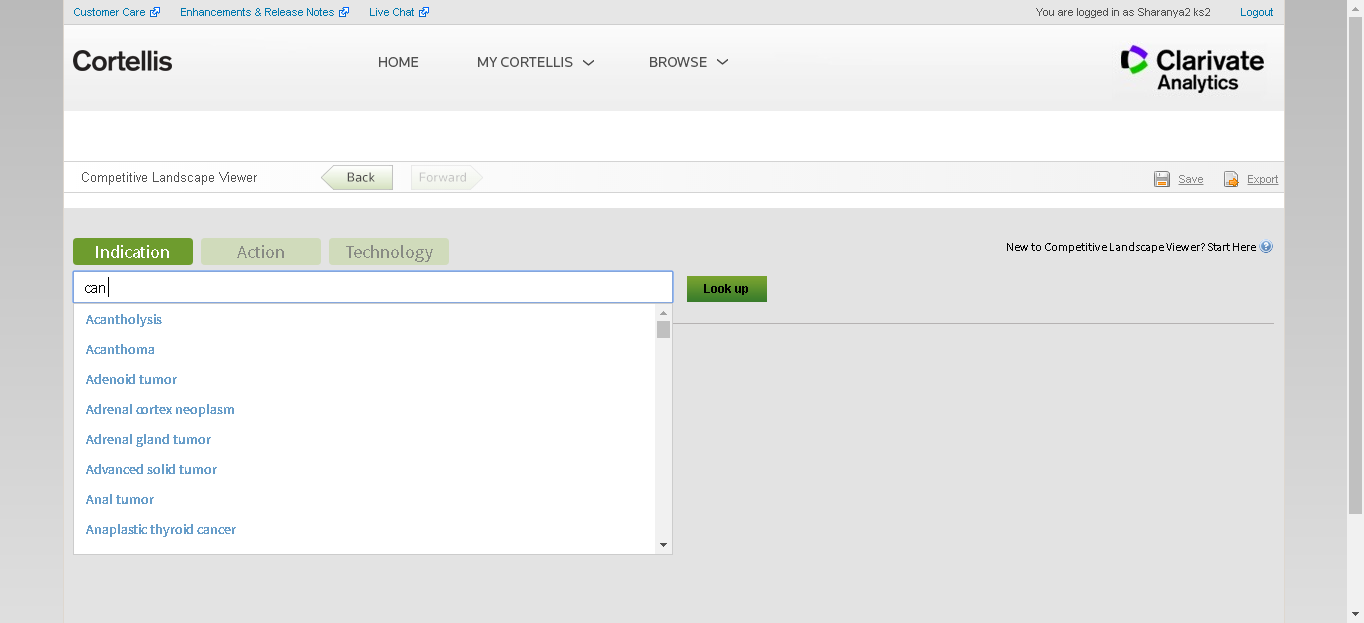 Customer Care Enhancements & Release Notes Live Chat You are logged in as Sharanya2 ks2 Logout
Cortellis HOME MY CORTELLIS BROWSE Clarivate
Analytics
Competitive Landscape Viewer Back Forward Save Export
Indication Action Technology New to Competitive Landscape Viewer? Start Here ?
can Look up
Acantholysis
Acanthoma
Adenoid tumor
Adrenal cortex neoplasm
Adrenal gland tumor
Advanced solid tumor
Anal tumor
Anaplastic thyroid cancer